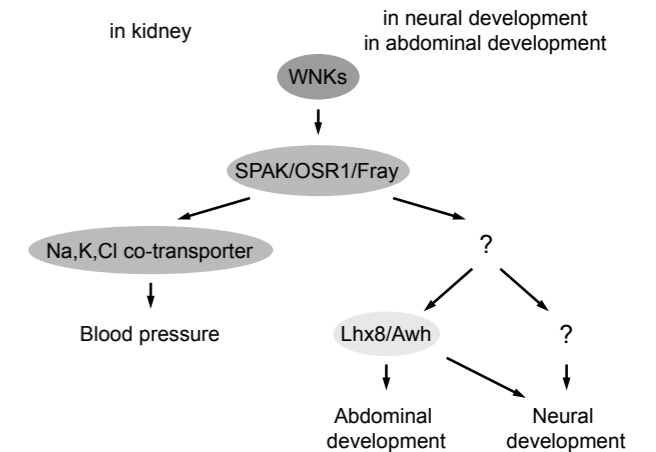 in kidney
in neural development
in abdominal development
WNKs
SPAK/OSR1/Fray
Na,K,Cl co-transporter
?
Blood pressure
Lhx8/Awh
?
Abdominal
development
Neural
development